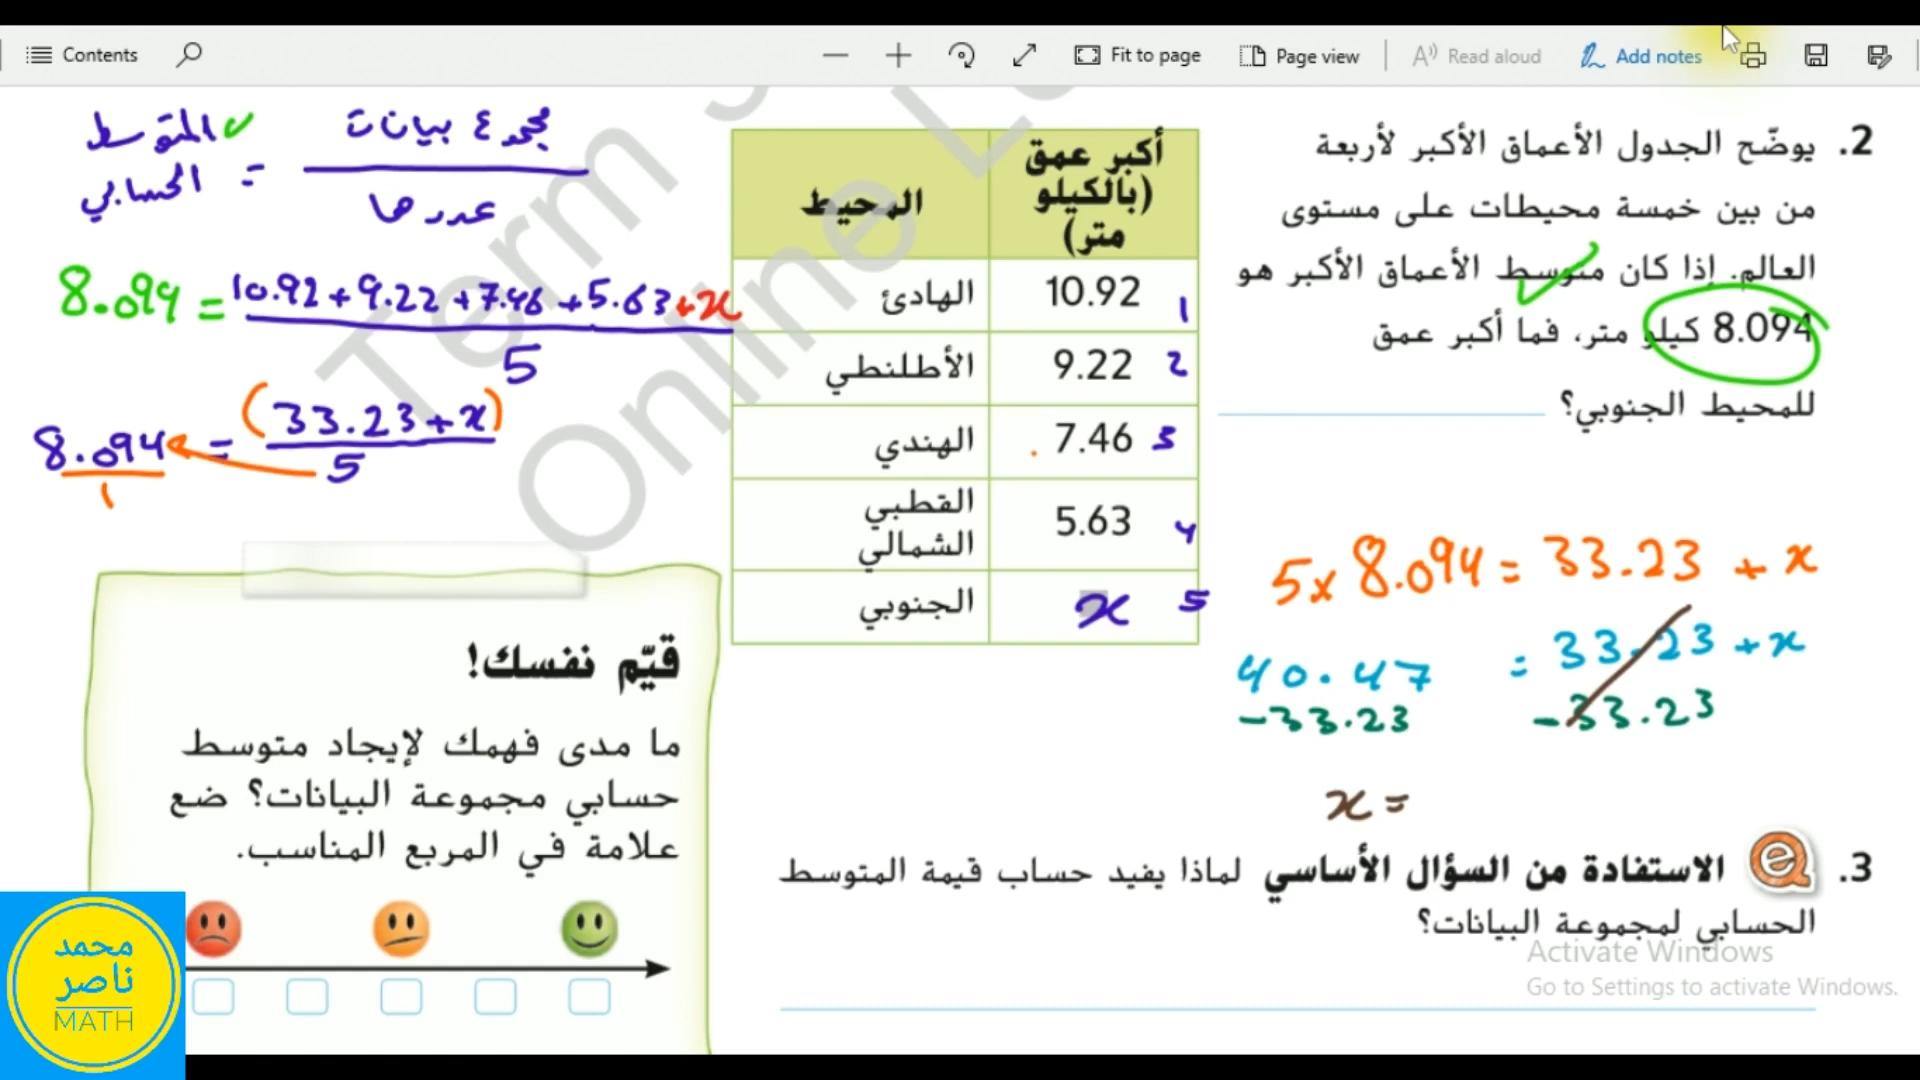 Contents
Fit to page
Page view
Read aloud
Add notes
المتوسط الحسابي = مجموع بيانات / عددها
8.094 = 10.92 + 9.22 + 7.46 + 5.63 + x / 5
8.094 / 1 = (33.23 + x) / 5
المحيط
أكبر عمق (بالكيلو متر)
الهادئ 10.92 1
الأطلنطي 9.22 2
الهندي 7.46 3
القطبي الشمالي 5.63 4
الجنوبي x 5
2. يوضّح الجدول الأعماق الأكبر لأربعة
من بين خمسة محيطات على مستوى
العالم. إذا كان متوسط الأعماق الأكبر هو
8.094 كيلو متر، فما أكبر عمق
للمحيط الجنوبي؟
5 x 8.094 = 33.23 + x
40.47 = 33.23 + x
-33.23 -33.23
x =
3. الاستفادة من السؤال الأساسي لماذا يفيد حساب قيمة المتوسط
الحسابي لمجموعة البيانات؟
قيّم نفسك!
ما مدى فهمك لإيجاد متوسط
حسابي مجموعة البيانات؟ ضع
علامة في المربع المناسب.
محمد
ناصر
MATH
Activate Windows
Go to Settings to activate Windows.